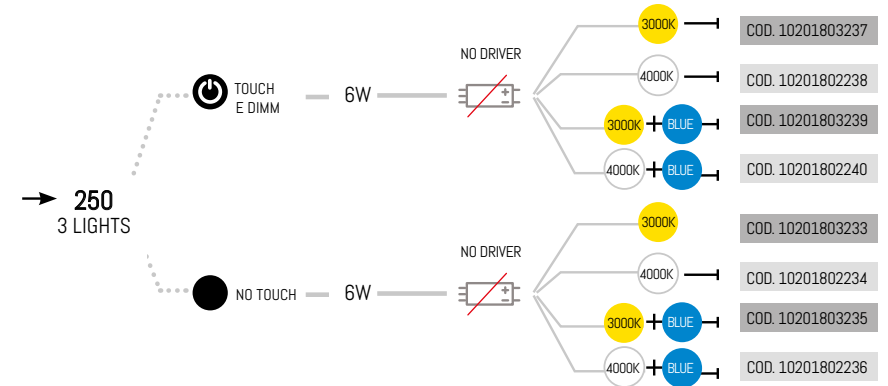 250
3 LIGHTS
TOUCH
E DIMM
6W
NO DRIVER
3000K
COD. 10201803237
4000K
COD. 10201802238
3000K + BLUE
COD. 10201803239
4000K + BLUE
COD. 10201802240
NO TOUCH
6W
NO DRIVER
3000K
COD. 10201803233
4000K
COD. 10201802234
3000K + BLUE
COD. 10201803235
4000K + BLUE
COD. 10201802236